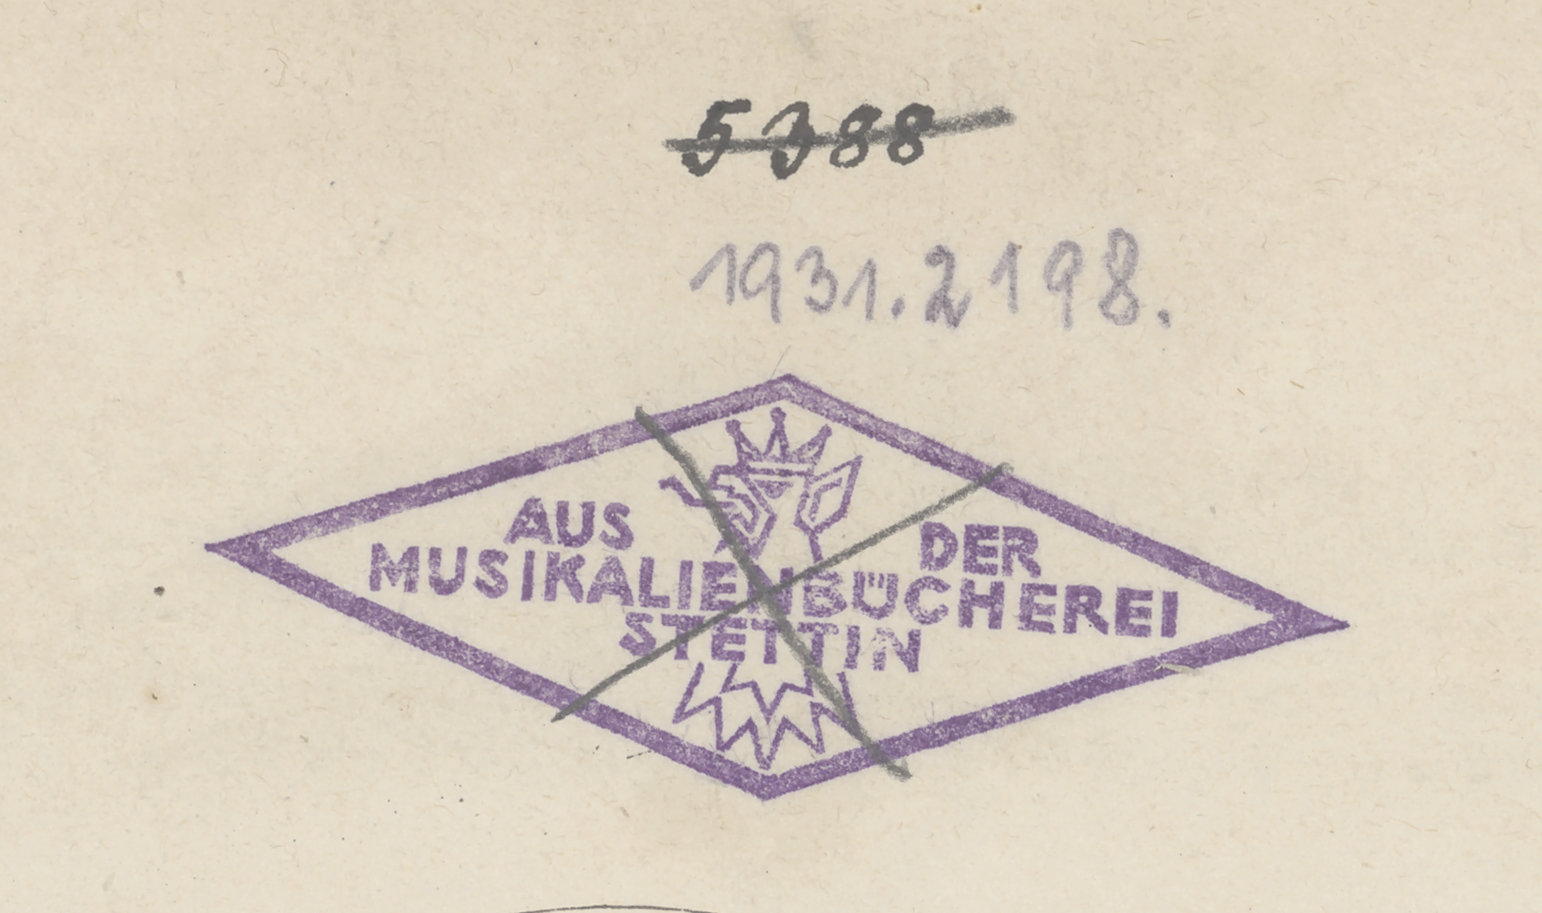 5388
1931.2198.
AUS DER
MUSIKALIENBÜCHEREI
STETTIN